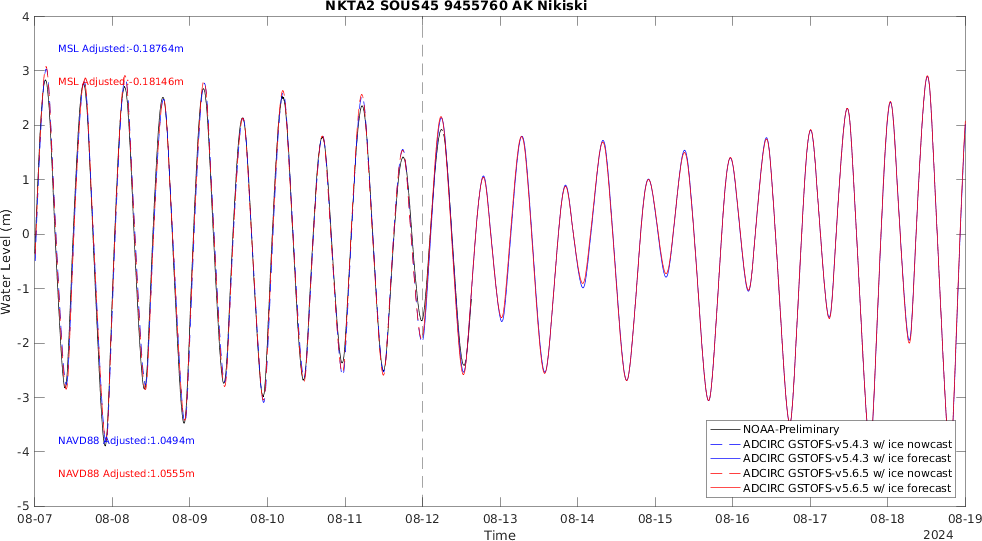 NKTA2 SOUS45 9455760 AK Nikiski
4
3
2
1
0
-1
-2
-3
-4
-5
Water Level (m)
MSL Adjusted:-0.18764m
MSL Adjusted:-0.18146m
NAVD88 Adjusted:1.0494m
NAVD88 Adjusted:1.0555m
NOAA-Preliminary
ADCIRC GSTOFS-v5.4.3 w/ ice nowcast
ADCIRC GSTOFS-v5.4.3 w/ ice forecast
ADCIRC GSTOFS-v5.6.5 w/ ice nowcast
ADCIRC GSTOFS-v5.6.5 w/ ice forecast
08-07 08-08 08-09 08-10 08-11 08-12 08-13 08-14 08-15 08-16 08-17 08-18 08-19
Time
2024